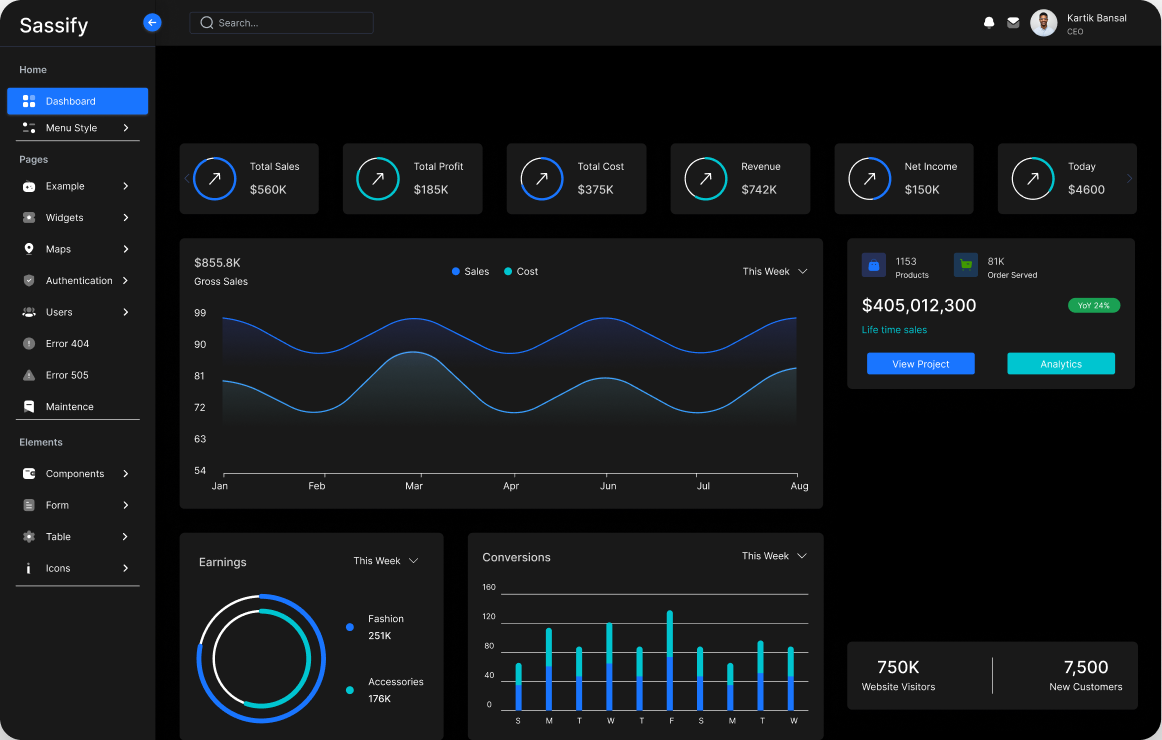 Sassify
Search...
Kartik Bansal
CEO
Home
Dashboard
Menu Style
Pages
Example
Widgets
Maps
Authentication
Users
Error 404
Error 505
Maintence
Elements
Components
Form
Table
Icons
Total Sales
$560K
Total Profit
$185K
Total Cost
$375K
Revenue
$742K
Net Income
$150K
Today
$4600
$855.8K
Gross Sales
Sales
Cost
This Week
99
90
81
72
63
54
Jan Feb Mar Apr Jun Jul Aug
1153
Products
81K
Order Served
$405,012,300
YoY 24%
Life time sales
View Project
Analytics
Earnings
This Week
Fashion
251K
Accessories
176K
Conversions
This Week
160
120
80
40
0
S M T W T F S M T W
750K
Website Visitors
7,500
New Customers